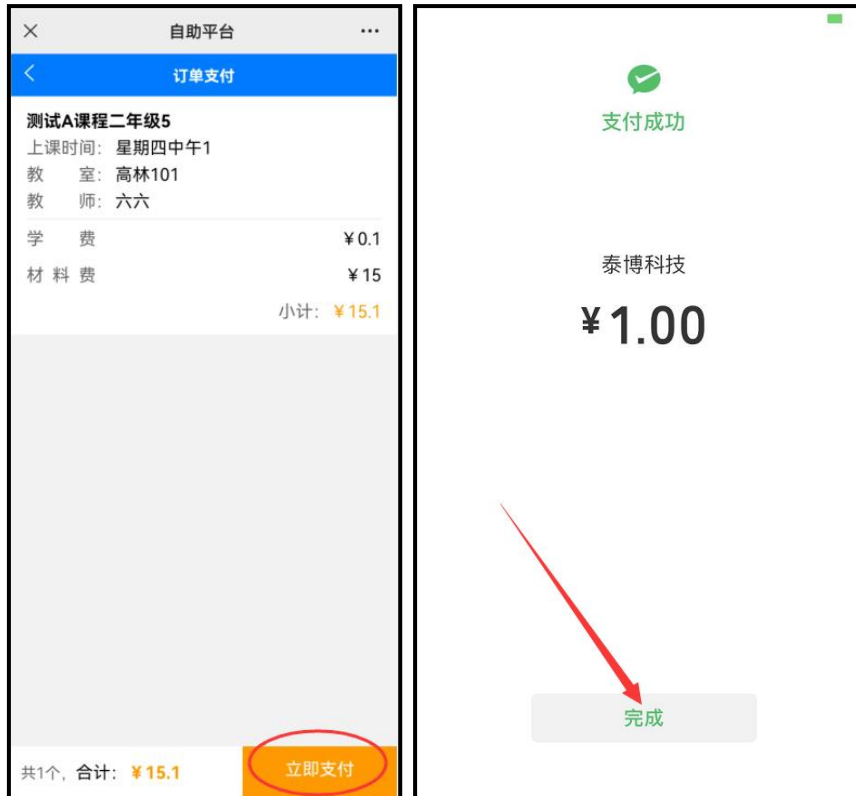 自助平台
订单支付
测试A课程二年级5
上课时间: 星期四中午1
教 室: 高林101
教 师: 六六
学 费 ¥0.1
材料费 ¥15
小计: ¥15.1
共1个, 合计: ¥15.1 立即支付
支付成功
泰博科技
¥1.00
完成